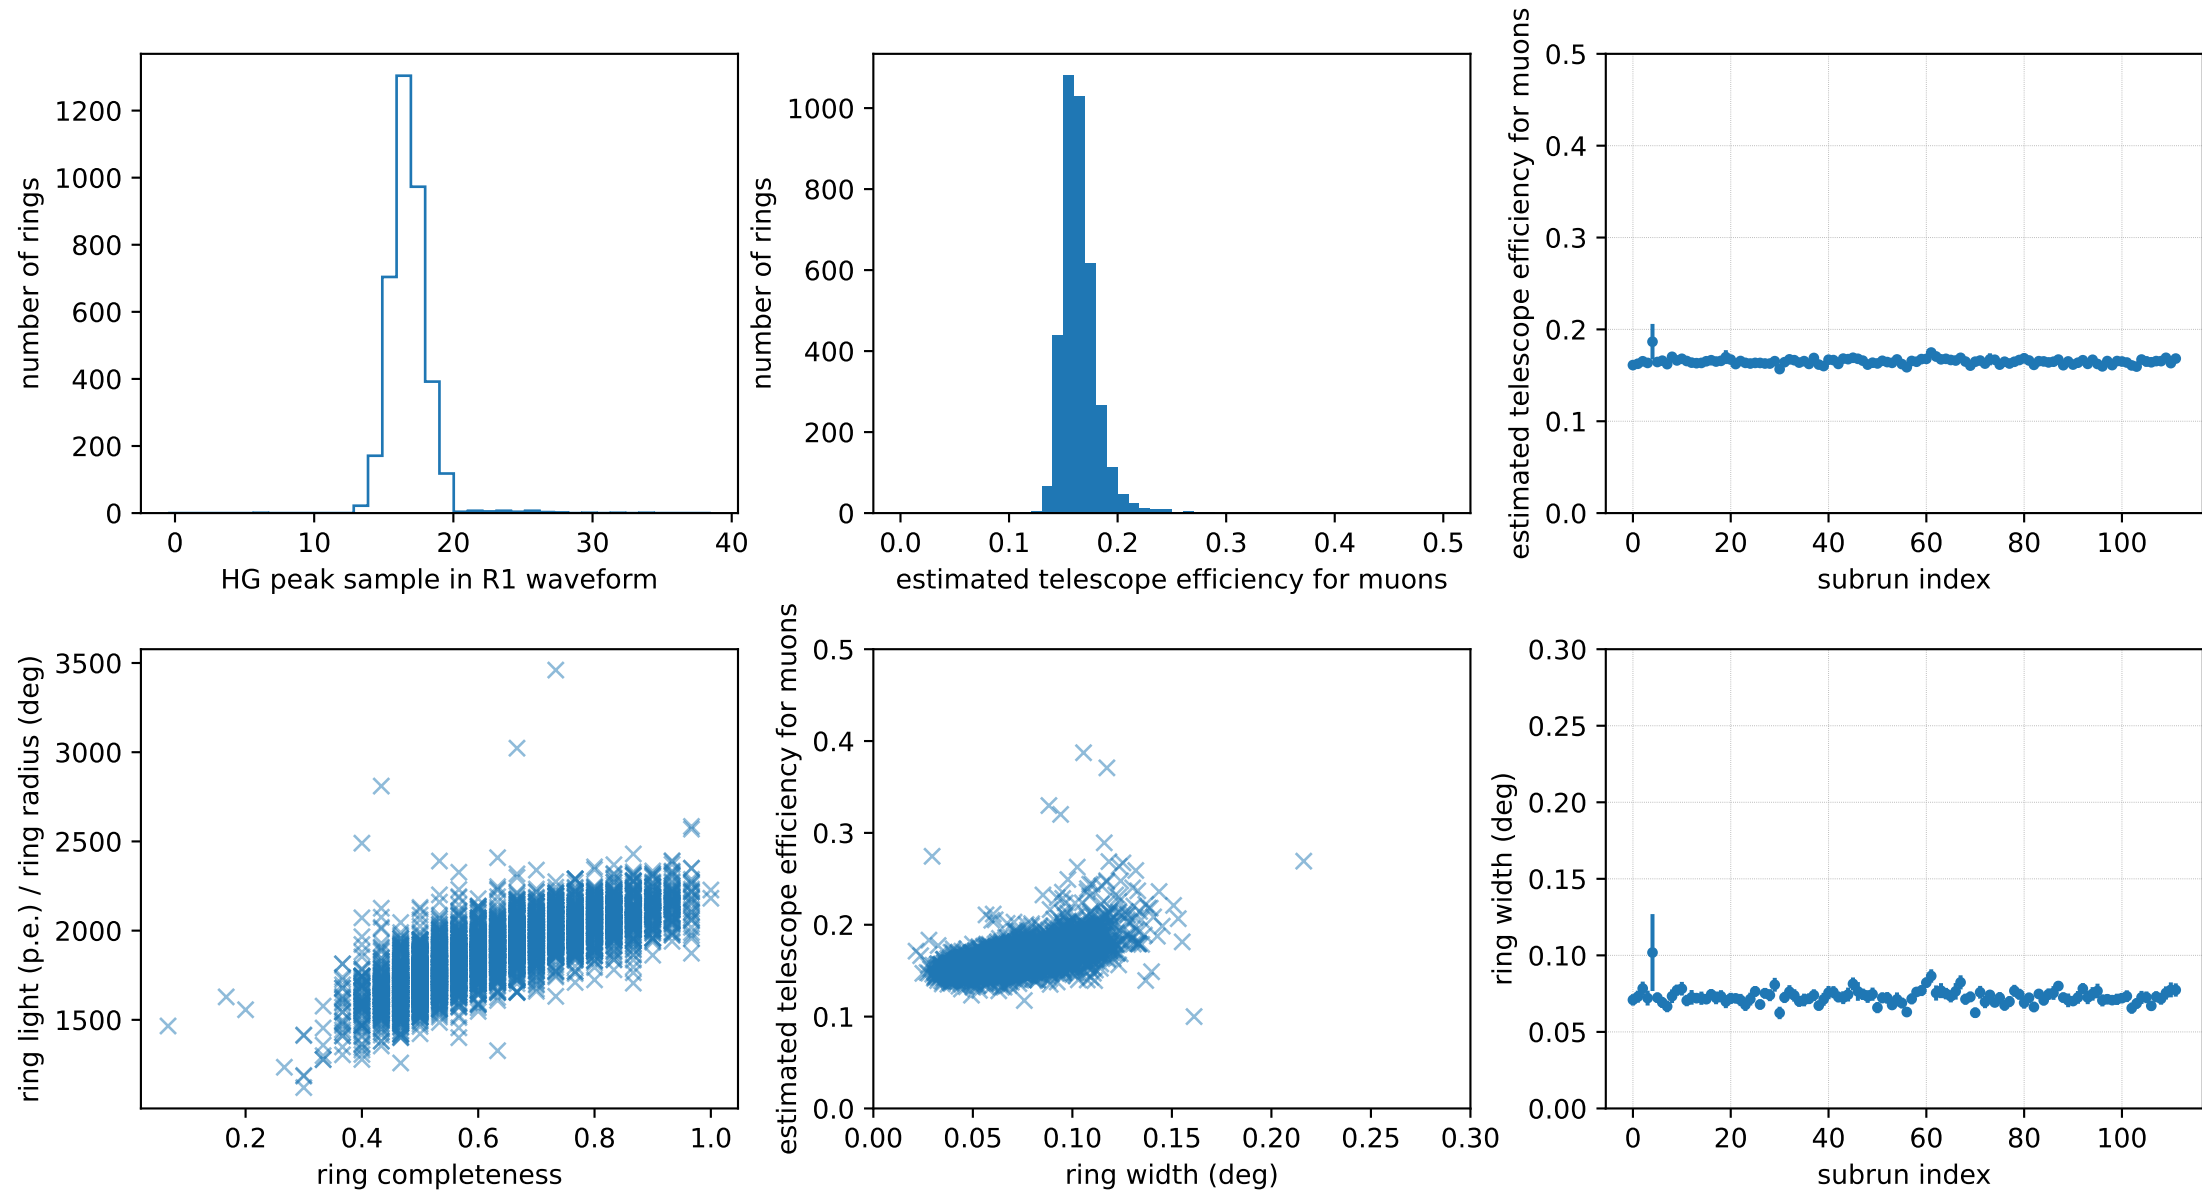 number of rings
1200
1000
800
600
400
200
0
0 10 20 30 40
HG peak sample in R1 waveform
number of rings
1000
800
600
400
200
0
0.0 0.1 0.2 0.3 0.4 0.5
estimated telescope efficiency for muons
estimated telescope efficiency for muons
0.5
0.4
0.3
0.2
0.1
0.0
0 20 40 60 80 100
subrun index
ring light (p.e.) / ring radius (deg)
3500
3000
2500
2000
1500
0.2 0.4 0.6 0.8 1.0
ring completeness
estimated telescope efficiency for muons
0.5
0.4
0.3
0.2
0.1
0.0
0.00 0.05 0.10 0.15 0.20 0.25 0.30
ring width (deg)
ring width (deg)
0.30
0.25
0.20
0.15
0.10
0.05
0.00
0 20 40 60 80 100
subrun index